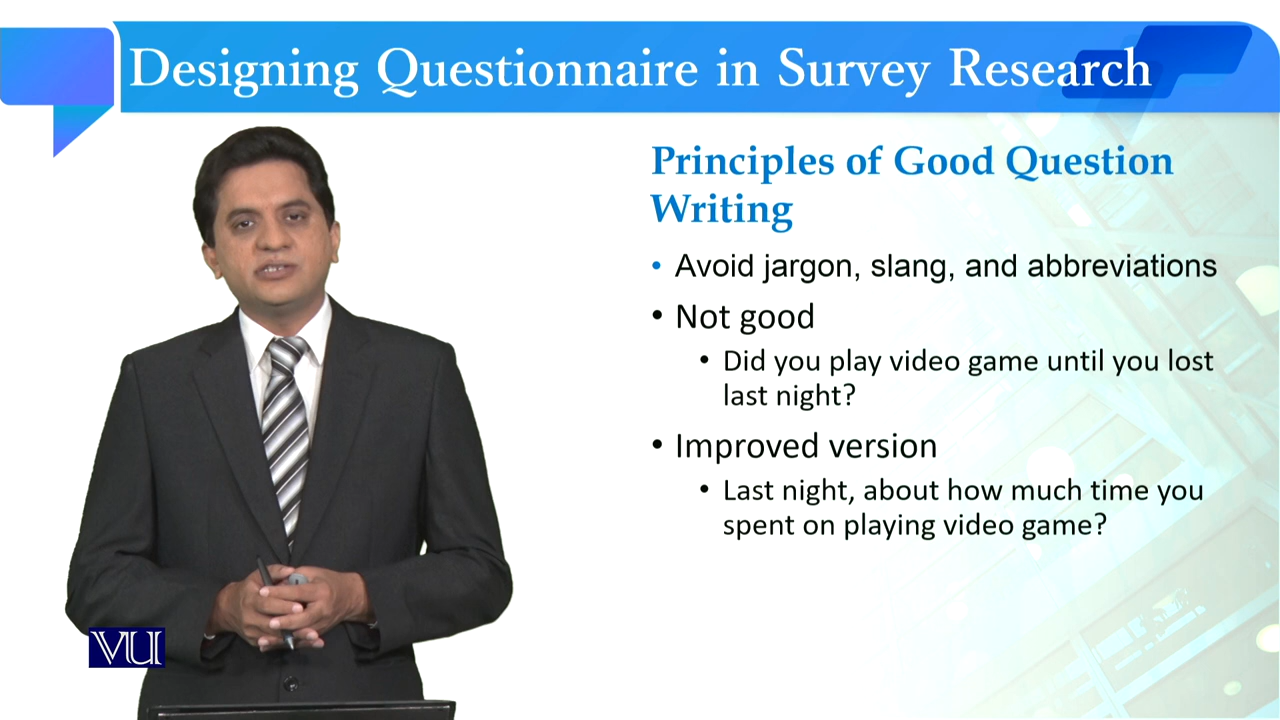 Designing Questionnaire in Survey Research
Principles of Good Question
Writing
• Avoid jargon, slang, and abbreviations
• Not good
• Did you play video game until you lost
last night?
• Improved version
• Last night, about how much time you
spent on playing video game?
VU